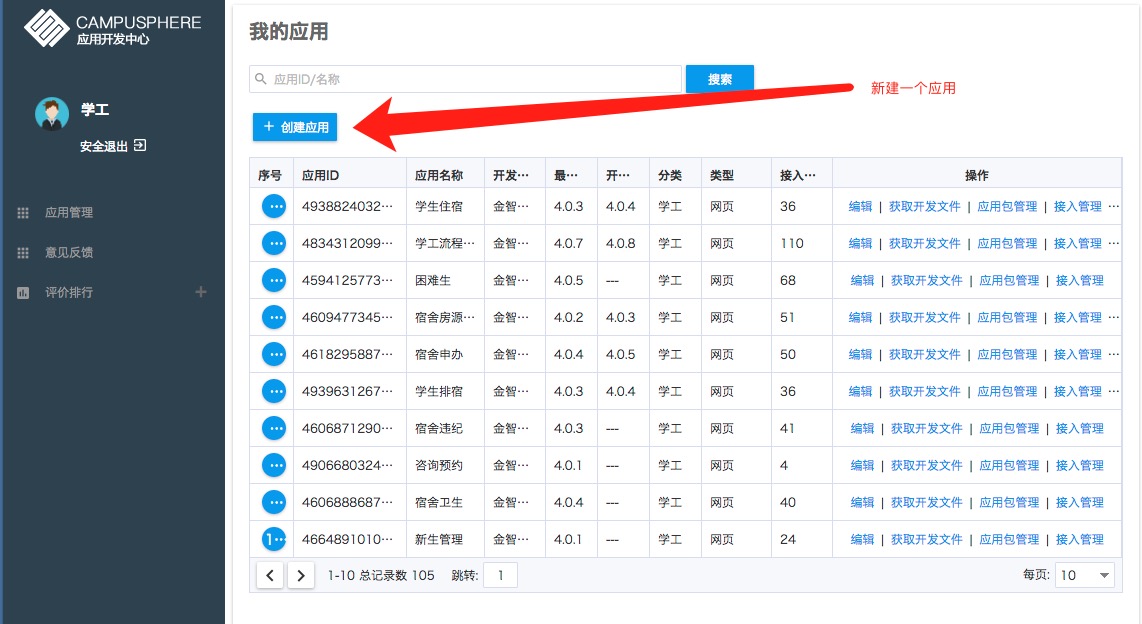 CAMPUSPHERE
应用开发中心
学工
安全退出
应用管理
意见反馈
评价排行
我的应用
应用ID/名称 搜索
新建一个应用
+ 创建应用
序号 应用ID 应用名称 开发··· 最··· 开··· 分类 类型 接入··· 操作
··· 4938824032··· 学生住宿 金智··· 4.0.3 4.0.4 学工 网页 36 编辑 | 获取开发文件 | 应用包管理 | 接入管理 ···
··· 4834312099··· 学工流程··· 金智··· 4.0.7 4.0.8 学工 网页 110 编辑 | 获取开发文件 | 应用包管理 | 接入管理 ···
··· 4594125773··· 困难生 金智··· 4.0.5 --- 学工 网页 68 编辑 | 获取开发文件 | 应用包管理 | 接入管理
··· 4609477345··· 宿舍房源··· 金智··· 4.0.2 4.0.3 学工 网页 51 编辑 | 获取开发文件 | 应用包管理 | 接入管理 ···
··· 4618295887··· 宿舍申办 金智··· 4.0.4 4.0.5 学工 网页 50 编辑 | 获取开发文件 | 应用包管理 | 接入管理 ···
··· 4939631267··· 学生排宿 金智··· 4.0.3 4.0.4 学工 网页 36 编辑 | 获取开发文件 | 应用包管理 | 接入管理 ···
··· 4606871290··· 宿舍违纪 金智··· 4.0.3 --- 学工 网页 41 编辑 | 获取开发文件 | 应用包管理 | 接入管理
··· 4906680324··· 咨询预约 金智··· 4.0.1 --- 学工 网页 4 编辑 | 获取开发文件 | 应用包管理 | 接入管理
··· 4606888687··· 宿舍卫生 金智··· 4.0.4 --- 学工 网页 40 编辑 | 获取开发文件 | 应用包管理 | 接入管理
1··· 4664891010··· 新生管理 金智··· 4.0.1 --- 学工 网页 24 编辑 | 获取开发文件 | 应用包管理 | 接入管理
1-10 总记录数 105 跳转: 1 每页: 10